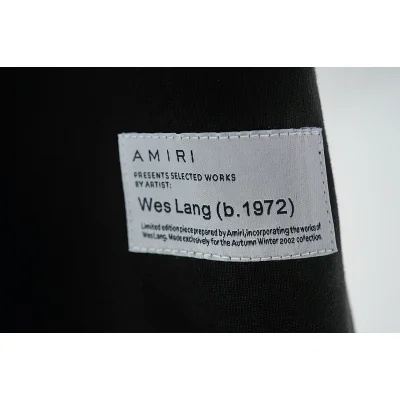 AMIRI
PRESENTS SELECTED WORKS
BY ARTIST:
Wes Lang (b.1972)
Limited edition piece prepared by Amiri, incorporating the works of
Wes Lang. Made exclusively for the Autumn Winter 2002 collection